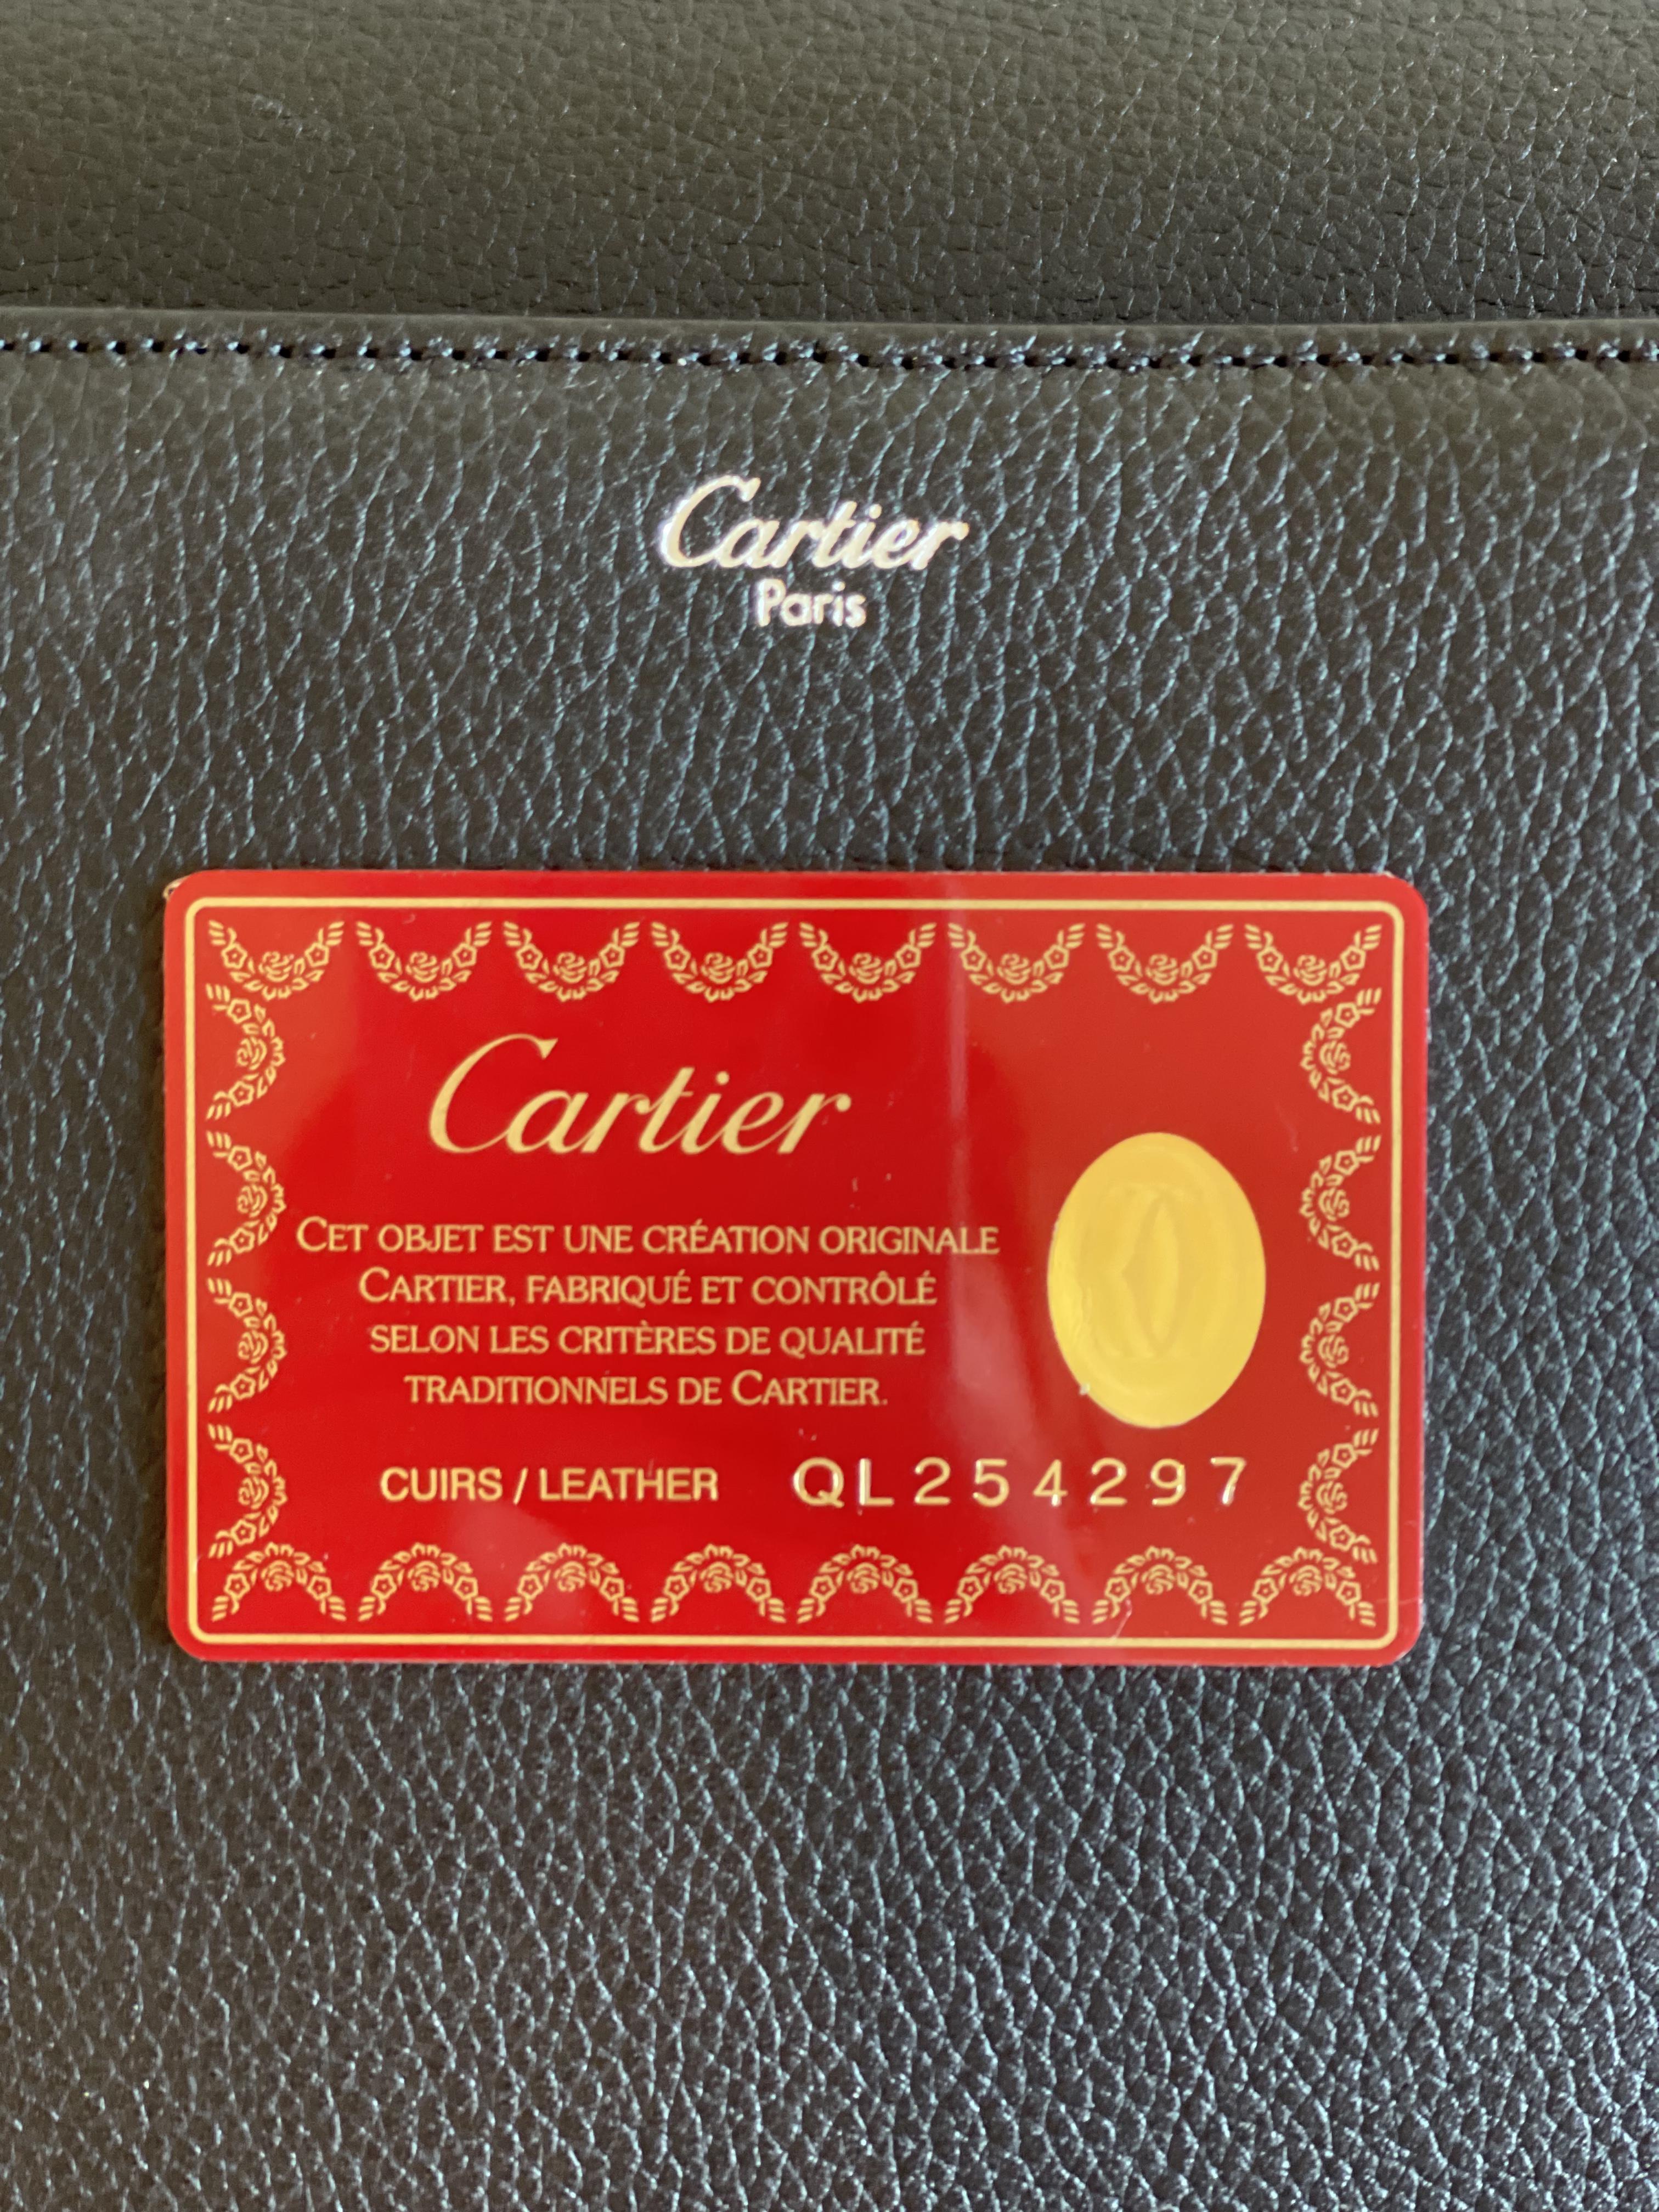 Cartier
Paris
Cartier
CET OBJET EST UNE CRÉATION ORIGINALE
CARTIER, FABRIQUÉ ET CONTRÔLÉ
SELON LES CRITÈRES DE QUALITÉ
TRADITIONNELS DE CARTIER.
CUIRS / LEATHER QL254297